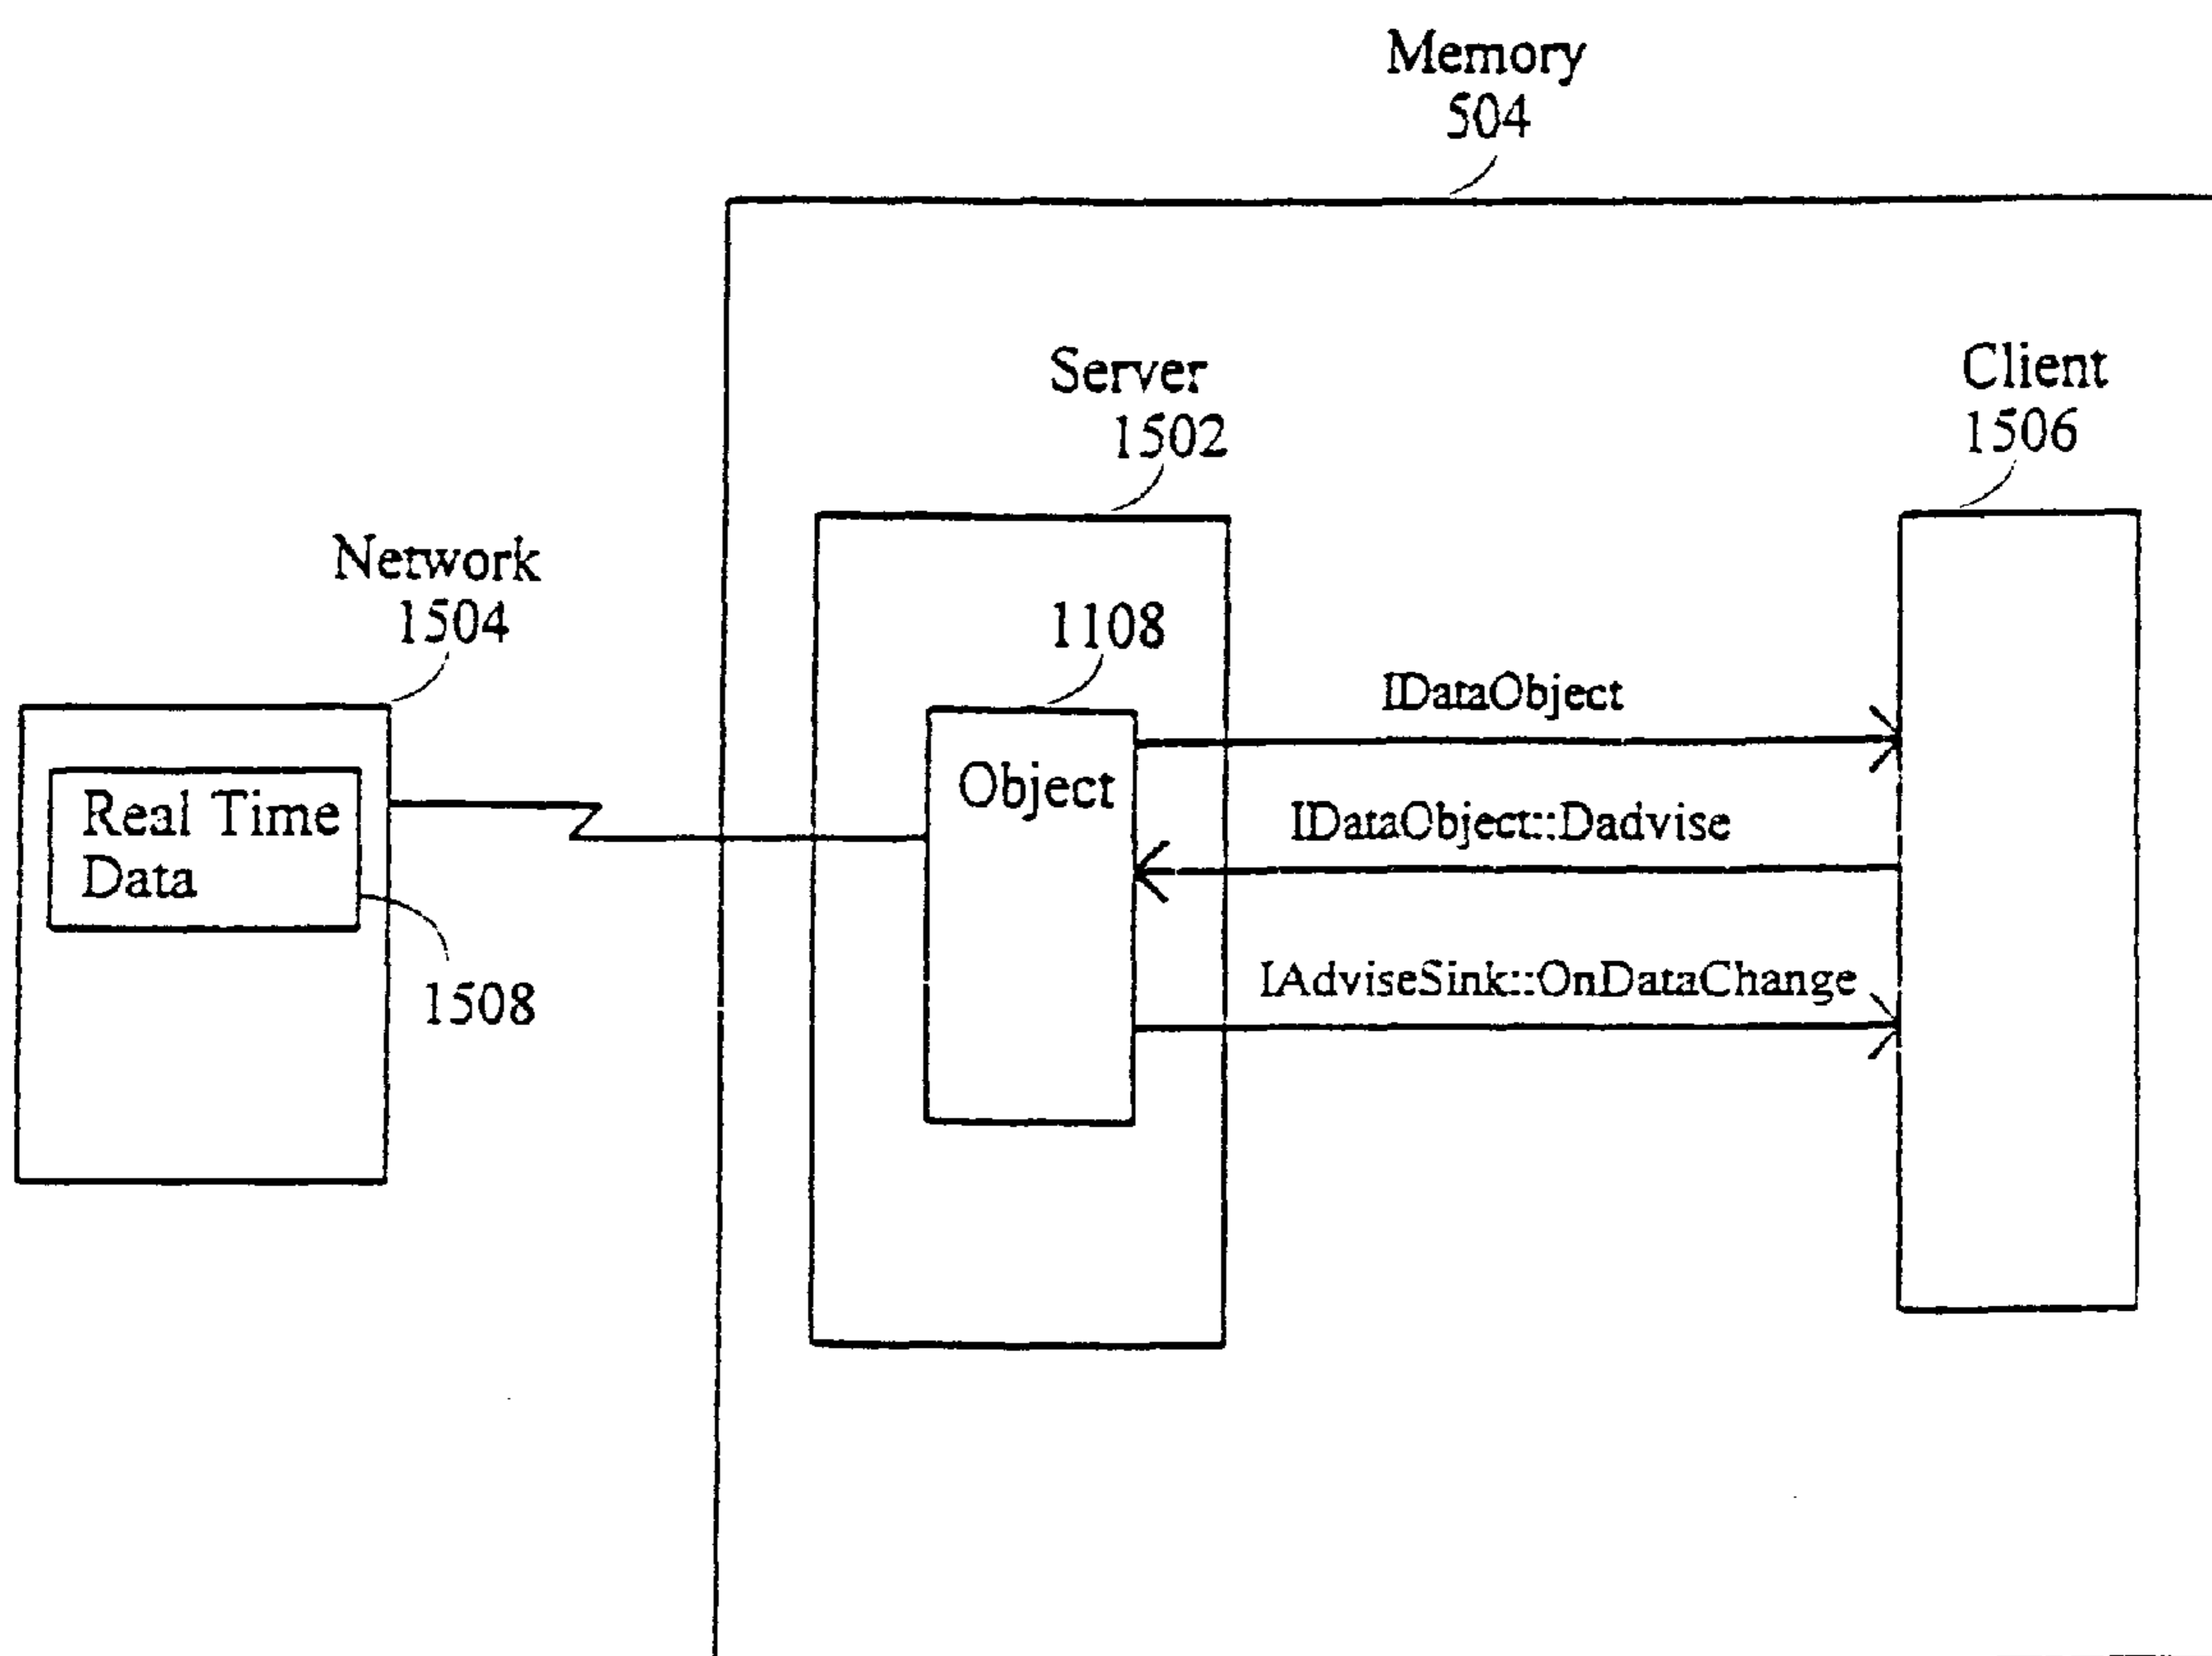 Memory
504
Server
1502
Client
1506
Network
1504
1108
IDataObject
Object
Real Time
Data
IDataObject::Dadvise
IAdviseSink::OnDataChange
1508